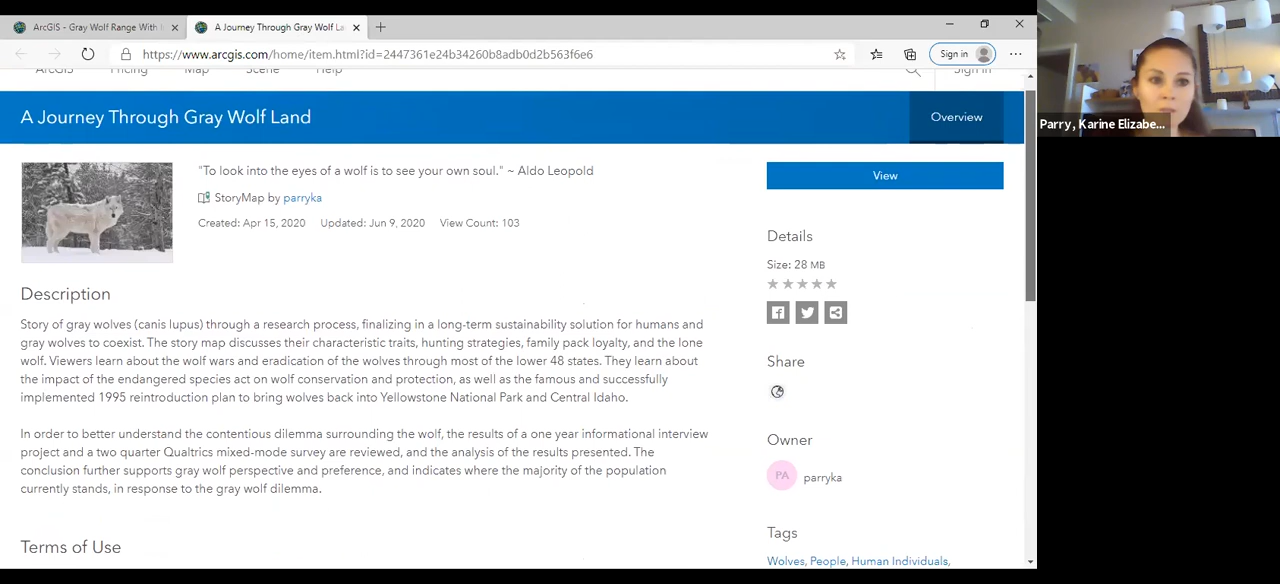 ArcGIS - Gray Wolf Range With I
A Journey Through Gray Wolf La
https://www.arcgis.com/home/item.html?id=2447361e24b34260b8adb0d2b563f6e6
Sign in
ArcGIS Pricing Map Scene Help Sign In
A Journey Through Gray Wolf Land
Overview
"To look into the eyes of a wolf is to see your own soul." ~ Aldo Leopold
StoryMap by parryka
Created: Apr 15, 2020 Updated: Jun 9, 2020 View Count: 103
View
Description
Story of gray wolves (canis lupus) through a research process, finalizing in a long-term sustainability solution for humans and
gray wolves to coexist. The story map discusses their characteristic traits, hunting strategies, family pack loyalty, and the lone
wolf. Viewers learn about the wolf wars and eradication of the wolves through most of the lower 48 states. They learn about
the impact of the endangered species act on wolf conservation and protection, as well as the famous and successfully
implemented 1995 reintroduction plan to bring wolves back into Yellowstone National Park and Central Idaho.
In order to better understand the contentious dilemma surrounding the wolf, the results of a one year informational interview
project and a two quarter Qualtrics mixed-mode survey are reviewed, and the analysis of the results presented. The
conclusion further supports gray wolf perspective and preference, and indicates where the majority of the population
currently stands, in response to the gray wolf dilemma.
Terms of Use
Details
Size: 28 MB
Share
Owner
PA parryka
Tags
Wolves, People, Human Individuals,
Parry, Karine Elizabe...